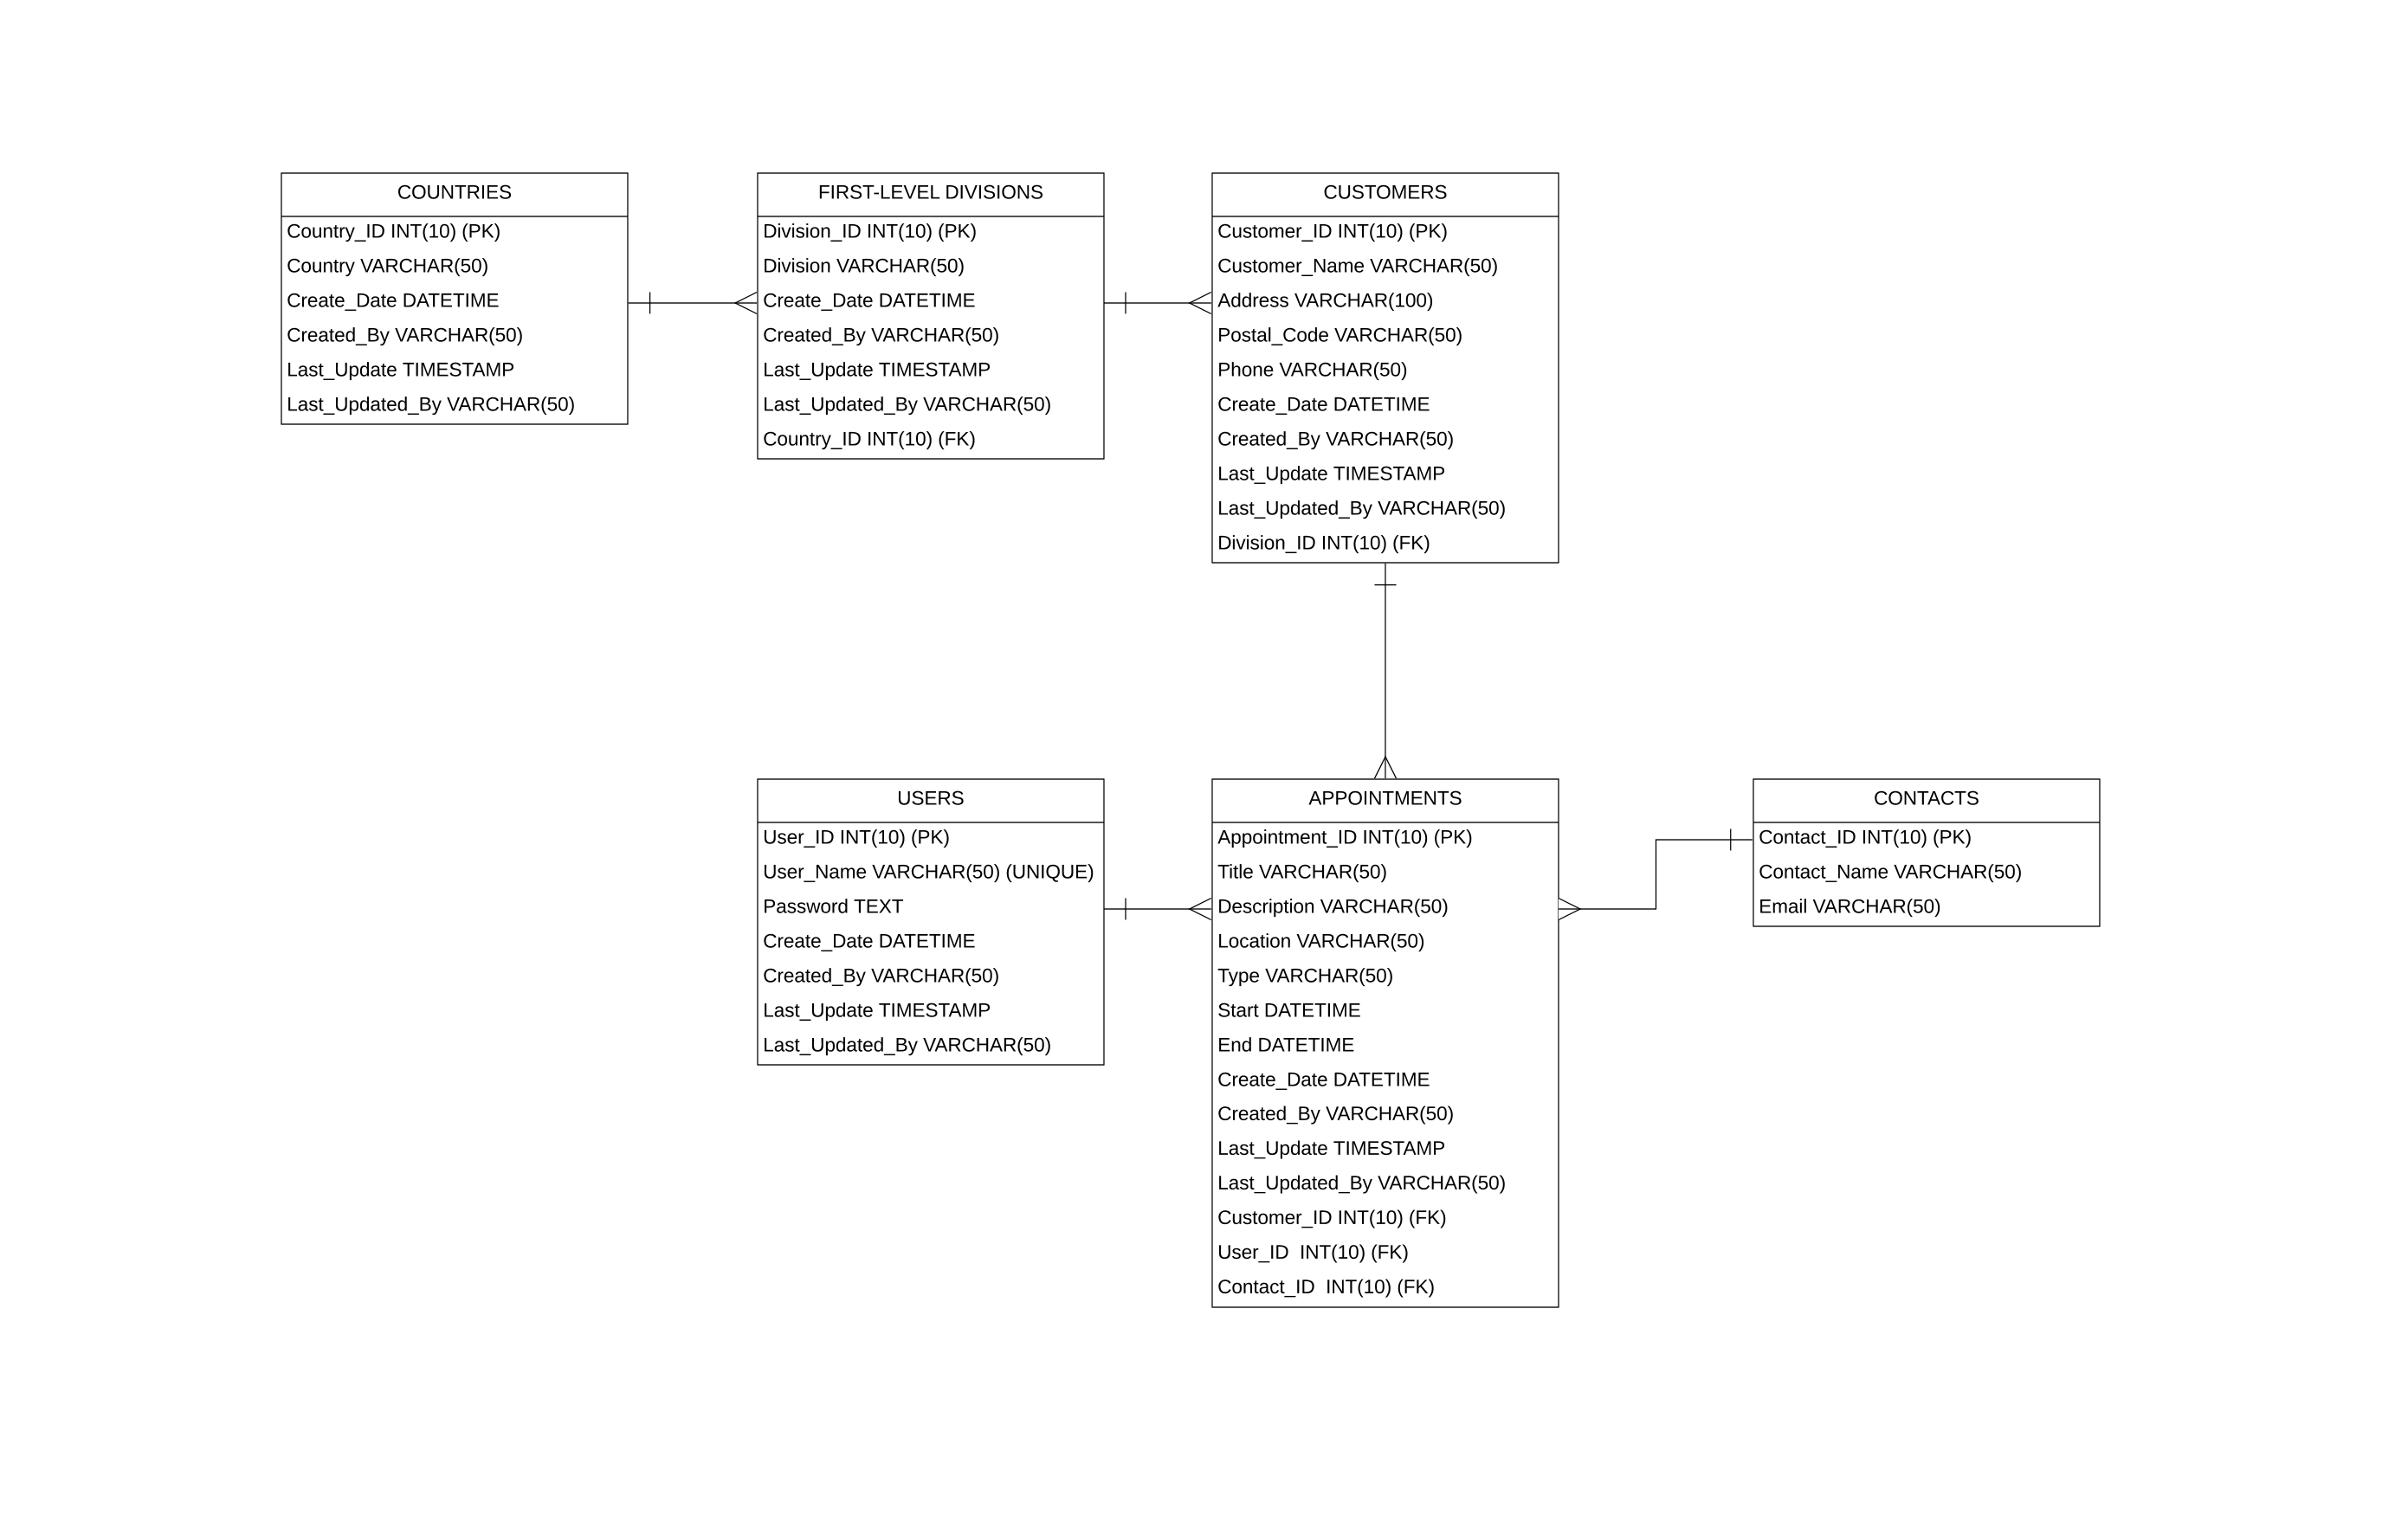 COUNTRIES
Country_ID INT(10) (PK)
Country VARCHAR(50)
Create_Date DATETIME
Created_By VARCHAR(50)
Last_Update TIMESTAMP
Last_Updated_By VARCHAR(50)
FIRST-LEVEL DIVISIONS
Division_ID INT(10) (PK)
Division VARCHAR(50)
Create_Date DATETIME
Created_By VARCHAR(50)
Last_Update TIMESTAMP
Last_Updated_By VARCHAR(50)
Country_ID INT(10) (FK)
CUSTOMERS
Customer_ID INT(10) (PK)
Customer_Name VARCHAR(50)
Address VARCHAR(100)
Postal_Code VARCHAR(50)
Phone VARCHAR(50)
Create_Date DATETIME
Created_By VARCHAR(50)
Last_Update TIMESTAMP
Last_Updated_By VARCHAR(50)
Division_ID INT(10) (FK)
USERS
User_ID INT(10) (PK)
User_Name VARCHAR(50) (UNIQUE)
Password TEXT
Create_Date DATETIME
Created_By VARCHAR(50)
Last_Update TIMESTAMP
Last_Updated_By VARCHAR(50)
APPOINTMENTS
Appointment_ID INT(10) (PK)
Title VARCHAR(50)
Description VARCHAR(50)
Location VARCHAR(50)
Type VARCHAR(50)
Start DATETIME
End DATETIME
Create_Date DATETIME
Created_By VARCHAR(50)
Last_Update TIMESTAMP
Last_Updated_By VARCHAR(50)
Customer_ID INT(10) (FK)
User_ID  INT(10) (FK)
Contact_ID  INT(10) (FK)
CONTACTS
Contact_ID INT(10) (PK)
Contact_Name VARCHAR(50)
Email VARCHAR(50)